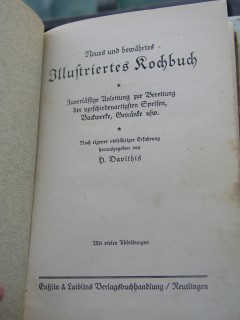 Neues und bewährtes
Illustriertes Kochbuch
Zuverlässige Anleitung zur Bereitung
der verschiedenartigsten Speisen,
Backwerke, Getränke usw.
Nach eigener vieljähriger Erfahrung
herausgegeben von
H. Davithis
Mit vielen Abbildungen
Enßlin & Laiblins Verlagsbuchhandlung / Reutlingen